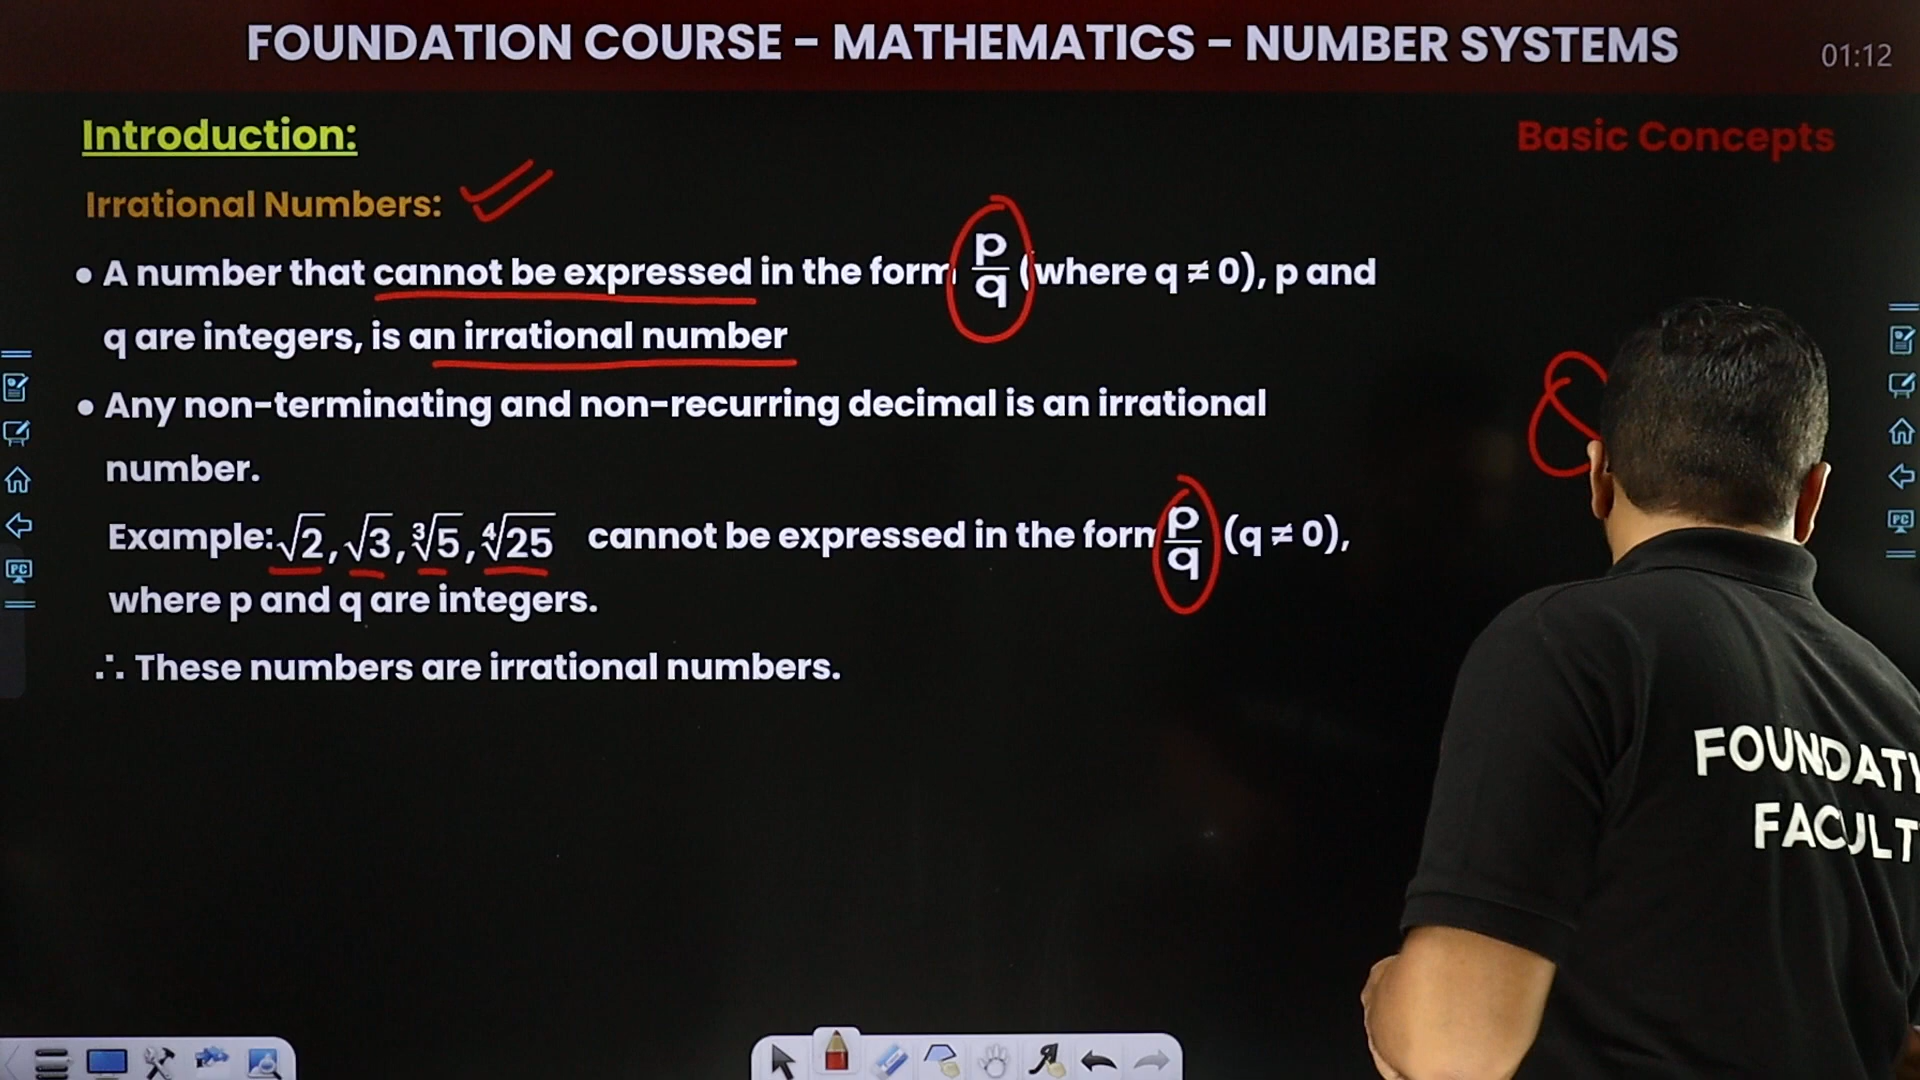 FOUNDATION COURSE - MATHEMATICS - NUMBER SYSTEMS
01:12
Introduction:
Basic Concepts
Irrational Numbers:
• A number that cannot be expressed in the form p/q (where q ≠ 0), p and
q are integers, is an irrational number
• Any non-terminating and non-recurring decimal is an irrational
number.
Example: √2, √3, ∛5, ∜25 cannot be expressed in the form p/q (q ≠ 0),
where p and q are integers.
∴ These numbers are irrational numbers.
PC
PC